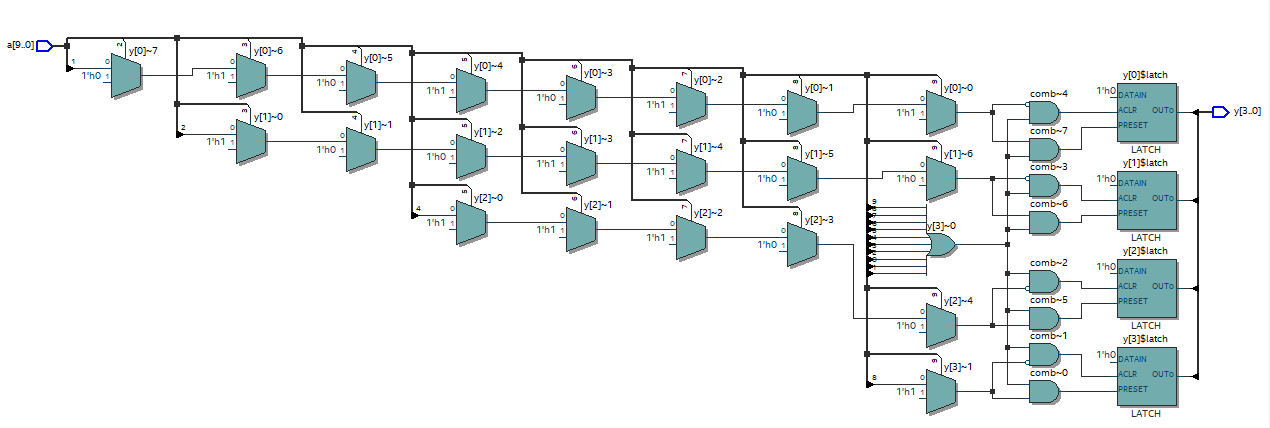 a[9..0]
1
2
y[0]~7
0
1'h0
1
3
y[0]~6
0
1'h1
1
4
y[0]~5
0
1'h0
1
5
y[0]~4
0
1'h1
1
6
y[0]~3
0
1'h0
1
7
y[0]~2
0
1'h1
1
8
y[0]~1
0
1'h0
1
9
y[0]~0
0
1'h1
1
2
3
y[1]~0
0
1'h1
1
4
y[1]~1
0
1'h0
1
5
y[1]~2
0
1'h0
1
6
y[1]~3
0
1'h1
1
7
y[1]~4
0
1'h1
1
8
y[1]~5
0
1'h0
1
9
y[1]~6
0
1'h0
1
4
5
y[2]~0
0
1'h1
1
6
y[2]~1
0
1'h1
1
7
y[2]~2
0
1'h1
1
8
y[2]~3
0
1'h0
1
9
y[3]~0
9
y[2]~4
0
1'h0
1
8
9
y[3]~1
0
1'h1
1
comb~4
comb~7
comb~3
comb~6
comb~2
comb~5
comb~1
comb~0
y[0]$latch
1'h0
DATAIN
ACLR
OUT0
PRESET
LATCH
y[1]$latch
1'h0
DATAIN
ACLR
OUT0
PRESET
LATCH
y[2]$latch
1'h0
DATAIN
ACLR
OUT0
PRESET
LATCH
y[3]$latch
1'h0
DATAIN
ACLR
OUT0
PRESET
LATCH
y[3..0]